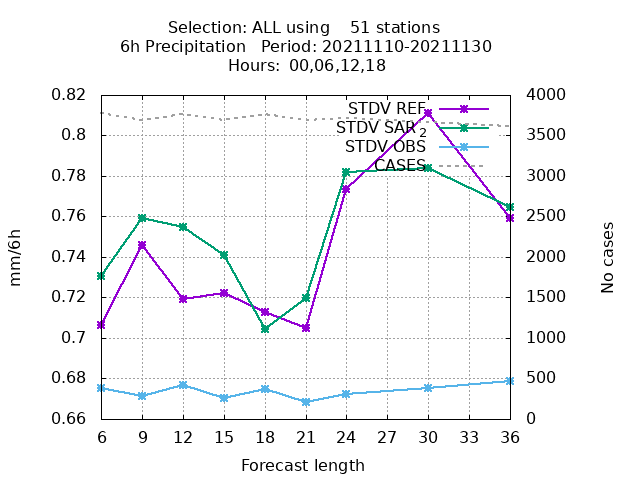 Selection: ALL using    51 stations
6h Precipitation   Period: 20211110-20211130
Hours: 00,06,12,18
STDV REF
STDV SAR_2
STDV OBS
CASES
0.82
0.8
0.78
0.76
0.74
0.72
0.7
0.68
0.66
4000
3500
3000
2500
2000
1500
1000
500
0
mm/6h
No cases
6 9 12 15 18 21 24 27 30 33 36
Forecast length